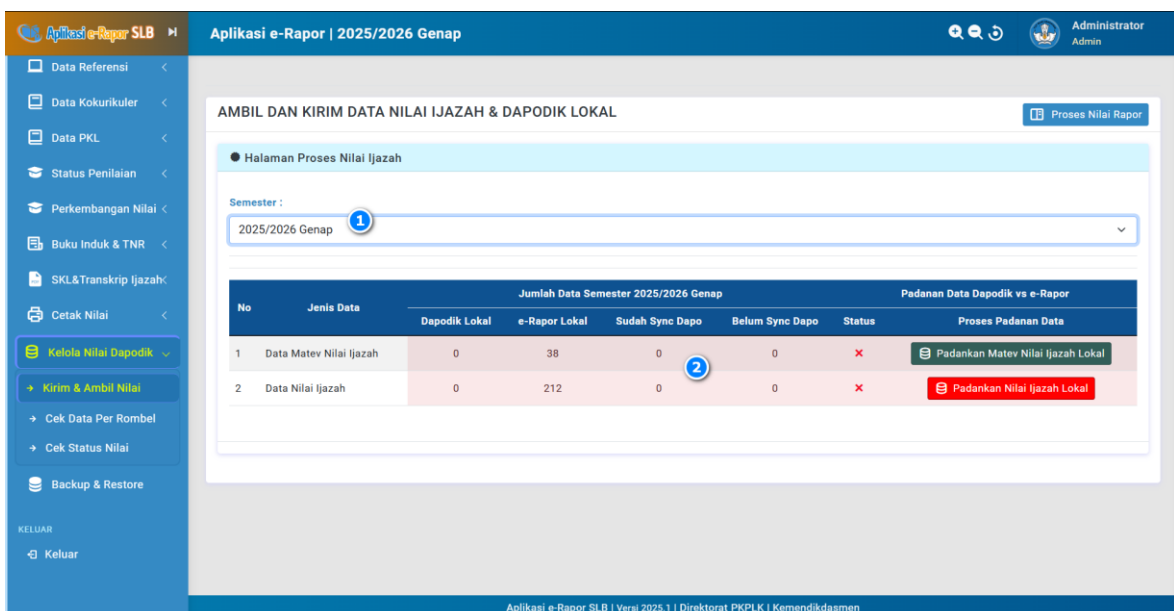 Aplikasi e-Rapor SLB
Aplikasi e-Rapor | 2025/2026 Genap
Administrator
Admin
Data Referensi
Data Kokurikuler
Data PKL
Status Penilaian
Perkembangan Nilai
Buku Induk & TNR
SKL&Transkrip Ijazah
Cetak Nilai
Kelola Nilai Dapodik
Kirim & Ambil Nilai
Cek Data Per Rombel
Cek Status Nilai
Backup & Restore
KELUAR
Keluar
AMBIL DAN KIRIM DATA NILAI IJAZAH & DAPODIK LOKAL
Proses Nilai Rapor
Halaman Proses Nilai Ijazah
Semester :
2025/2026 Genap
1
No Jenis Data Jumlah Data Semester 2025/2026 Genap Padanan Data Dapodik vs e-Rapor
Dapodik Lokal e-Rapor Lokal Sudah Sync Dapo Belum Sync Dapo Status Proses Padanan Data
1 Data Matev Nilai Ijazah 0 38 0 0 Padankan Matev Nilai Ijazah Lokal
2
2 Data Nilai Ijazah 0 212 0 0 Padankan Nilai Ijazah Lokal
Aplikasi e-Rapor SLB | Versi 2025.1 | Direktorat PKPLK | Kemendikdasmen